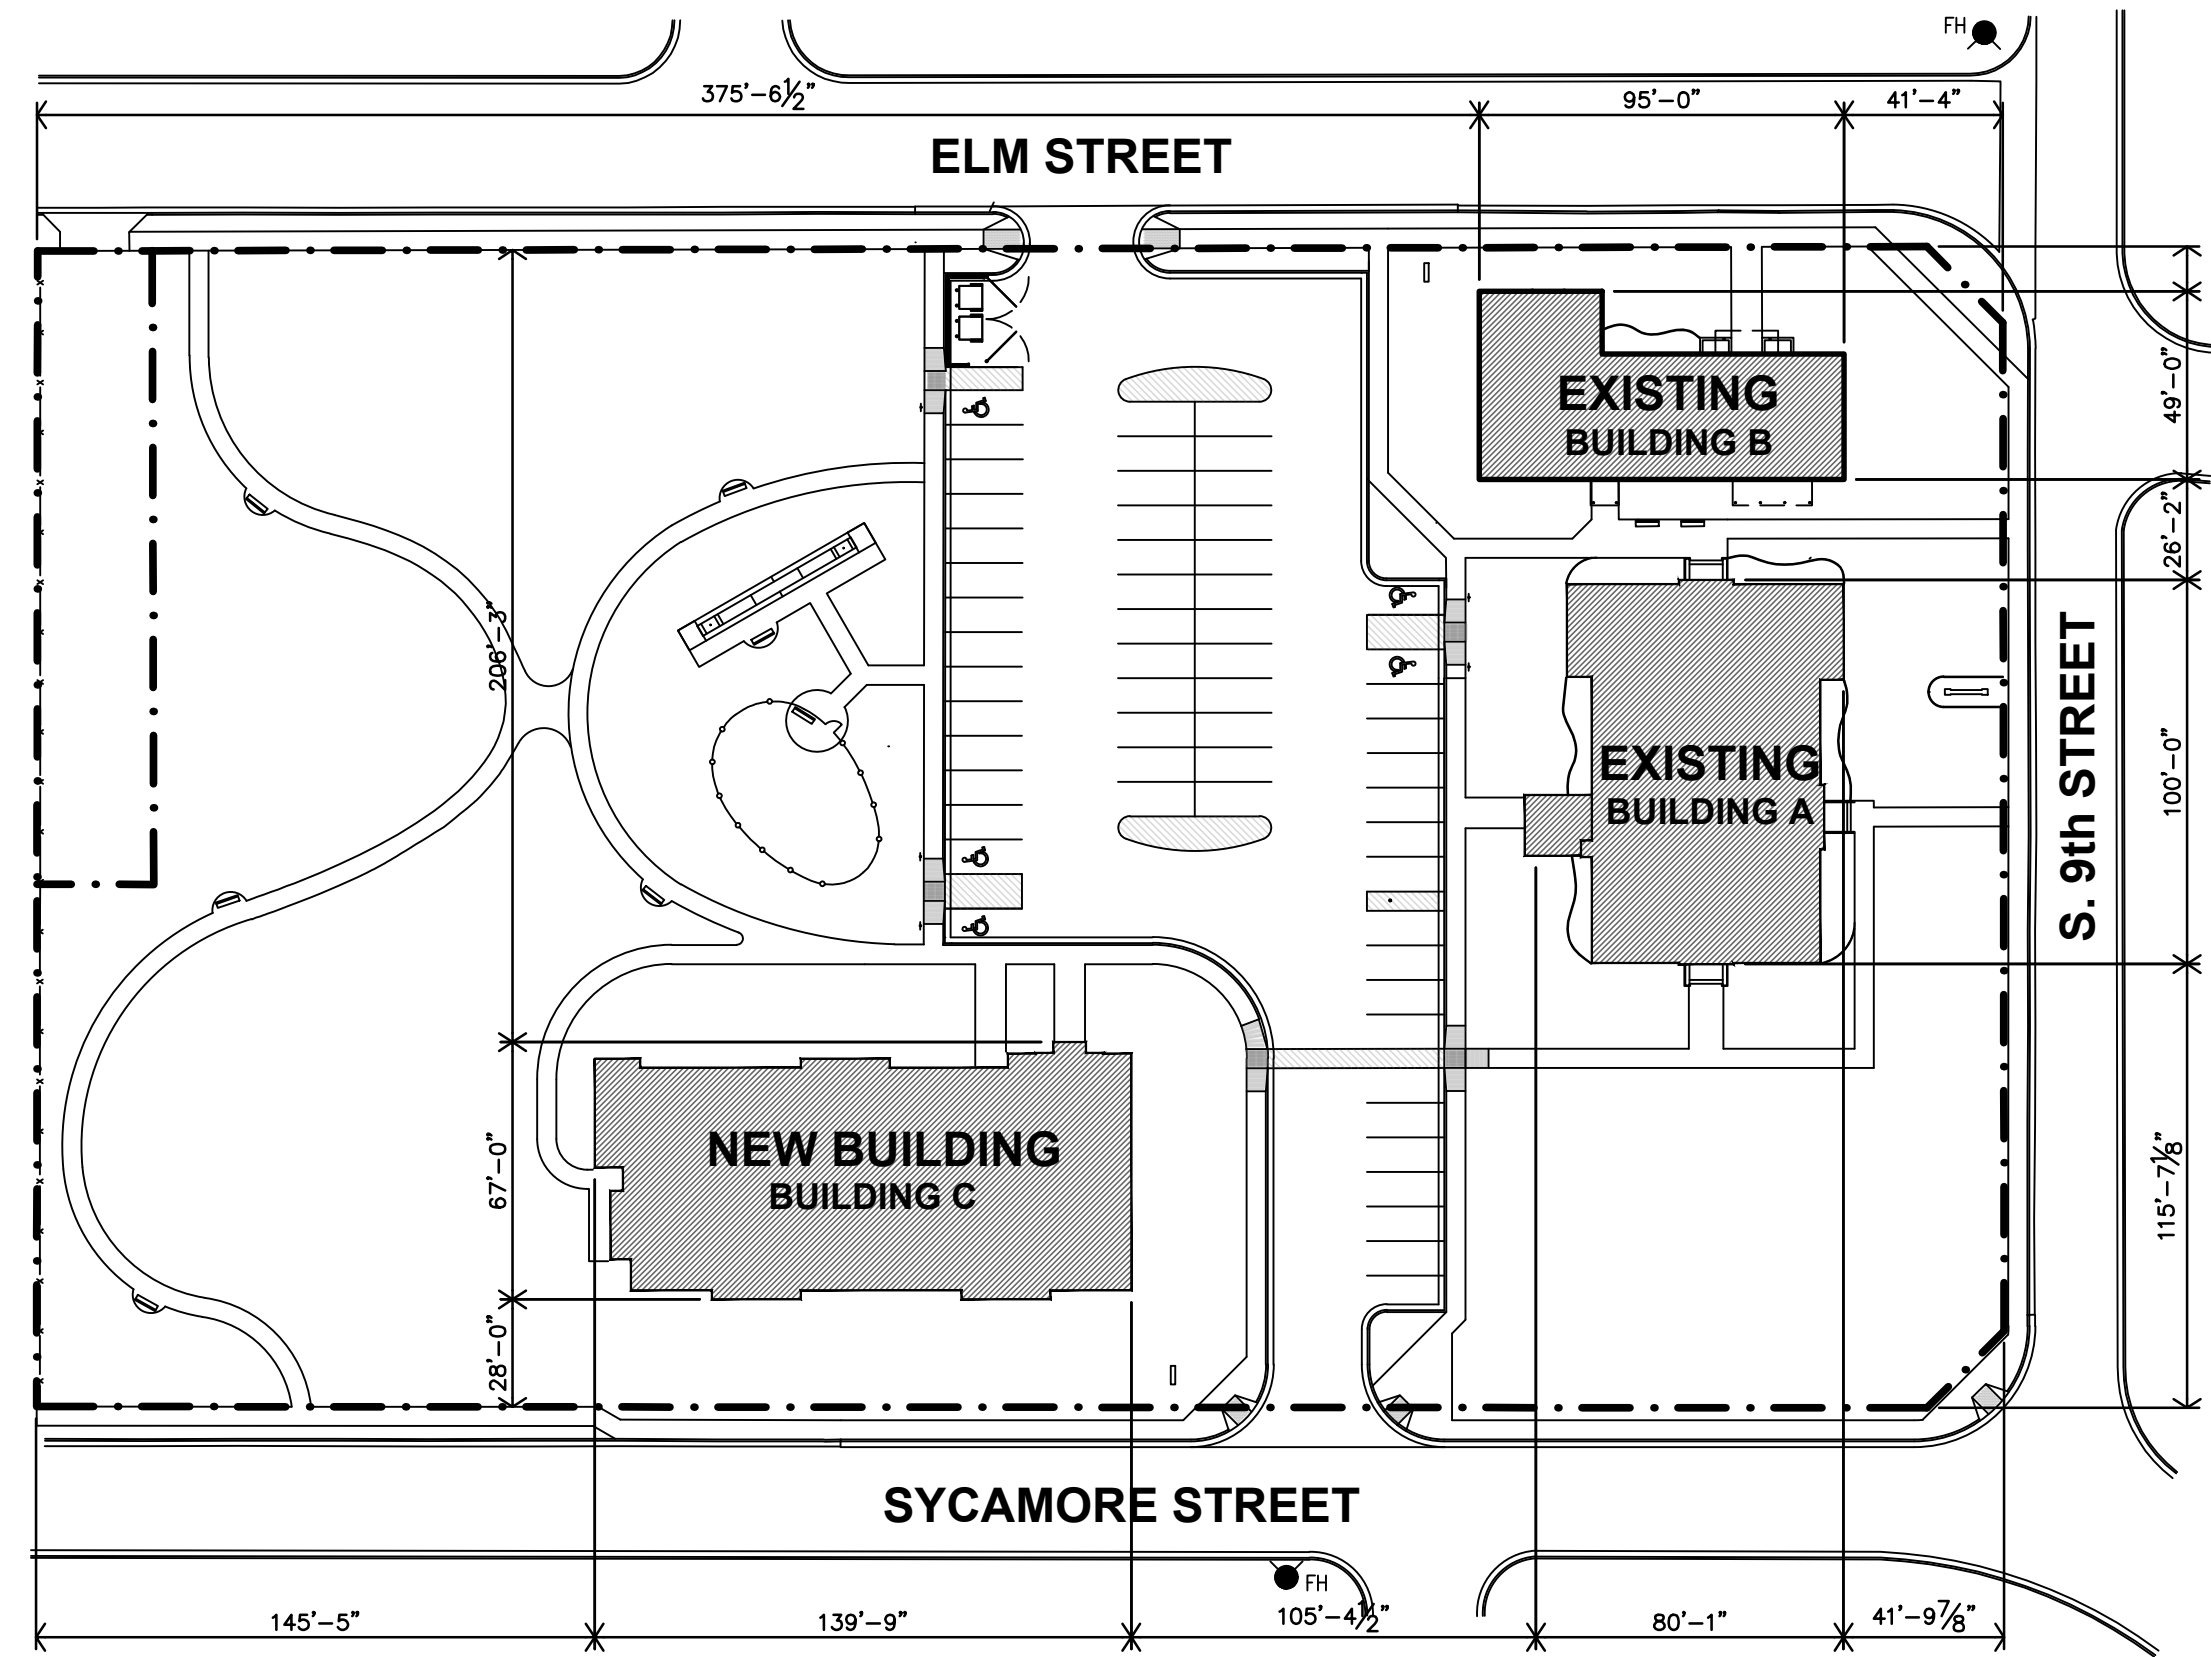 FH
375'-6½"
95'-0"
41'-4"
ELM STREET
49'-0"
EXISTING
BUILDING B
26'-2"
206'-3"
S. 9th STREET
EXISTING
BUILDING A
100'-0"
NEW BUILDING
BUILDING C
67'-0"
115'-7⅛"
28'-0"
SYCAMORE STREET
FH
145'-5"
139'-9"
105'-4½"
80'-1"
41'-9⅞"